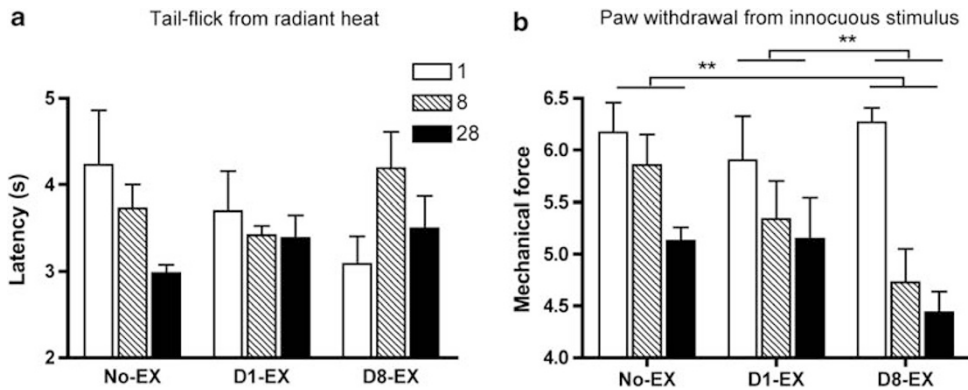 a
Tail-flick from radiant heat
1
8
28
5
4
3
2
Latency (s)
No-EX
D1-EX
D8-EX
b
Paw withdrawal from innocuous stimulus
**
**
6.5
6.0
5.5
5.0
4.5
4.0
Mechanical force
No-EX
D1-EX
D8-EX